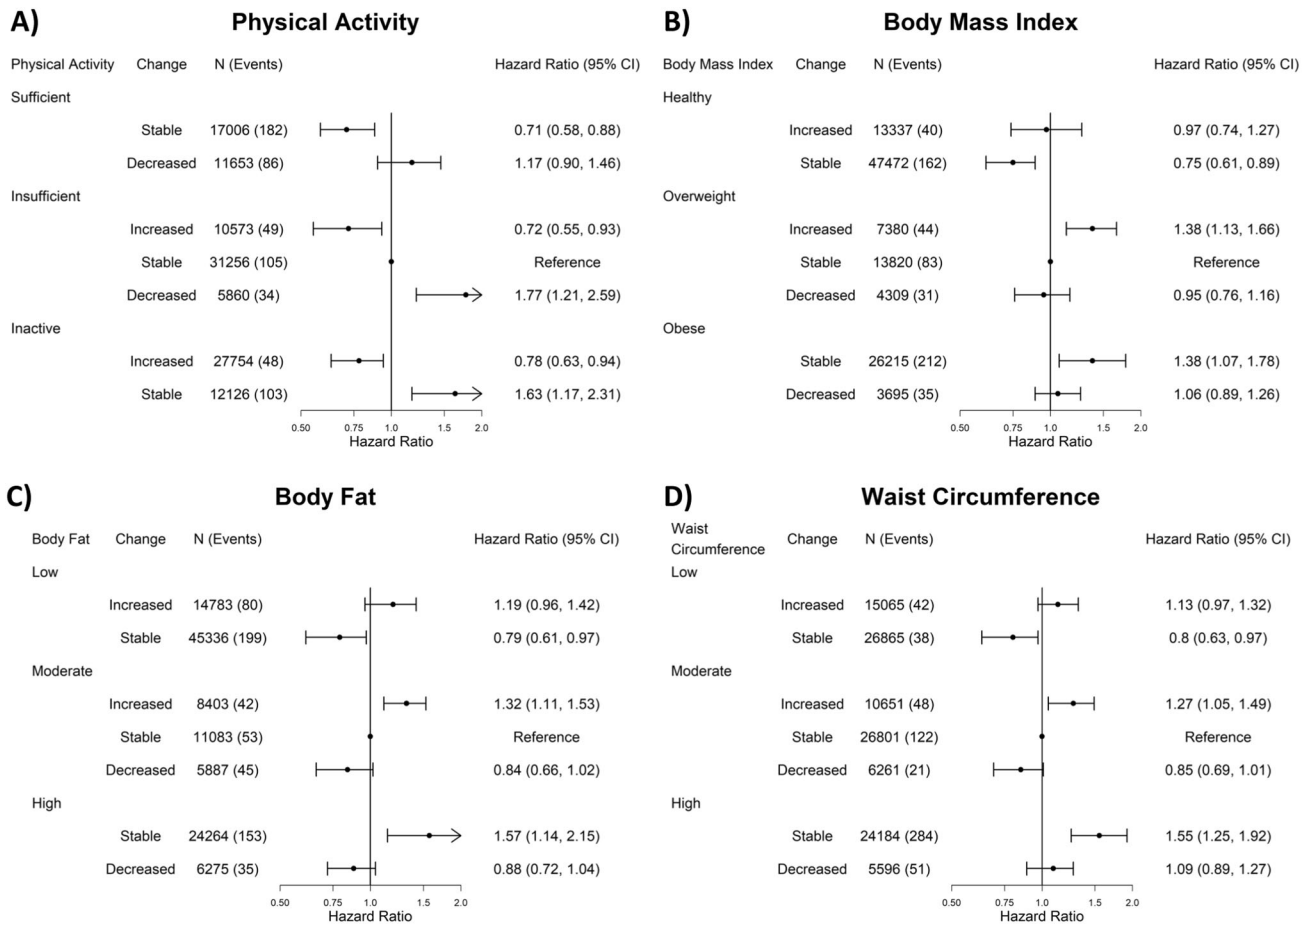 A) Physical Activity
Physical Activity Change N (Events) Hazard Ratio (95% CI)
Sufficient
Stable 17006 (182) 0.71 (0.58, 0.88)
Decreased 11653 (86) 1.17 (0.90, 1.46)
Insufficient
Increased 10573 (49) 0.72 (0.55, 0.93)
Stable 31256 (105) Reference
Decreased 5860 (34) 1.77 (1.21, 2.59)
Inactive
Increased 27754 (48) 0.78 (0.63, 0.94)
Stable 12126 (103) 1.63 (1.17, 2.31)
0.50 0.75 1.0 1.5 2.0
Hazard Ratio
B) Body Mass Index
Body Mass Index Change N (Events) Hazard Ratio (95% CI)
Healthy
Increased 13337 (40) 0.97 (0.74, 1.27)
Stable 47472 (162) 0.75 (0.61, 0.89)
Overweight
Increased 7380 (44) 1.38 (1.13, 1.66)
Stable 13820 (83) Reference
Decreased 4309 (31) 0.95 (0.76, 1.16)
Obese
Stable 26215 (212) 1.38 (1.07, 1.78)
Decreased 3695 (35) 1.06 (0.89, 1.26)
0.50 0.75 1.0 1.5 2.0
Hazard Ratio
C) Body Fat
Body Fat Change N (Events) Hazard Ratio (95% CI)
Low
Increased 14783 (80) 1.19 (0.96, 1.42)
Stable 45336 (199) 0.79 (0.61, 0.97)
Moderate
Increased 8403 (42) 1.32 (1.11, 1.53)
Stable 11083 (53) Reference
Decreased 5887 (45) 0.84 (0.66, 1.02)
High
Stable 24264 (153) 1.57 (1.14, 2.15)
Decreased 6275 (35) 0.88 (0.72, 1.04)
0.50 0.75 1.0 1.5 2.0
Hazard Ratio
D) Waist Circumference
Waist
Circumference Change N (Events) Hazard Ratio (95% CI)
Low
Increased 15065 (42) 1.13 (0.97, 1.32)
Stable 26865 (38) 0.8 (0.63, 0.97)
Moderate
Increased 10651 (48) 1.27 (1.05, 1.49)
Stable 26801 (122) Reference
Decreased 6261 (21) 0.85 (0.69, 1.01)
High
Stable 24184 (284) 1.55 (1.25, 1.92)
Decreased 5596 (51) 1.09 (0.89, 1.27)
0.50 0.75 1.0 1.5 2.0
Hazard Ratio